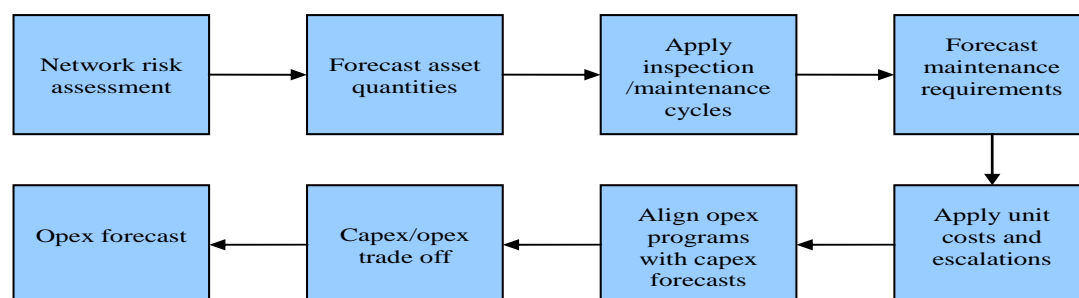 Network risk
assessment
Forecast asset
quantities
Apply
inspection
/maintenance
cycles
Forecast
maintenance
requirements
Opex forecast
Capex/opex
trade off
Align opex
programs
with capex
forecasts
Apply unit
costs and
escalations